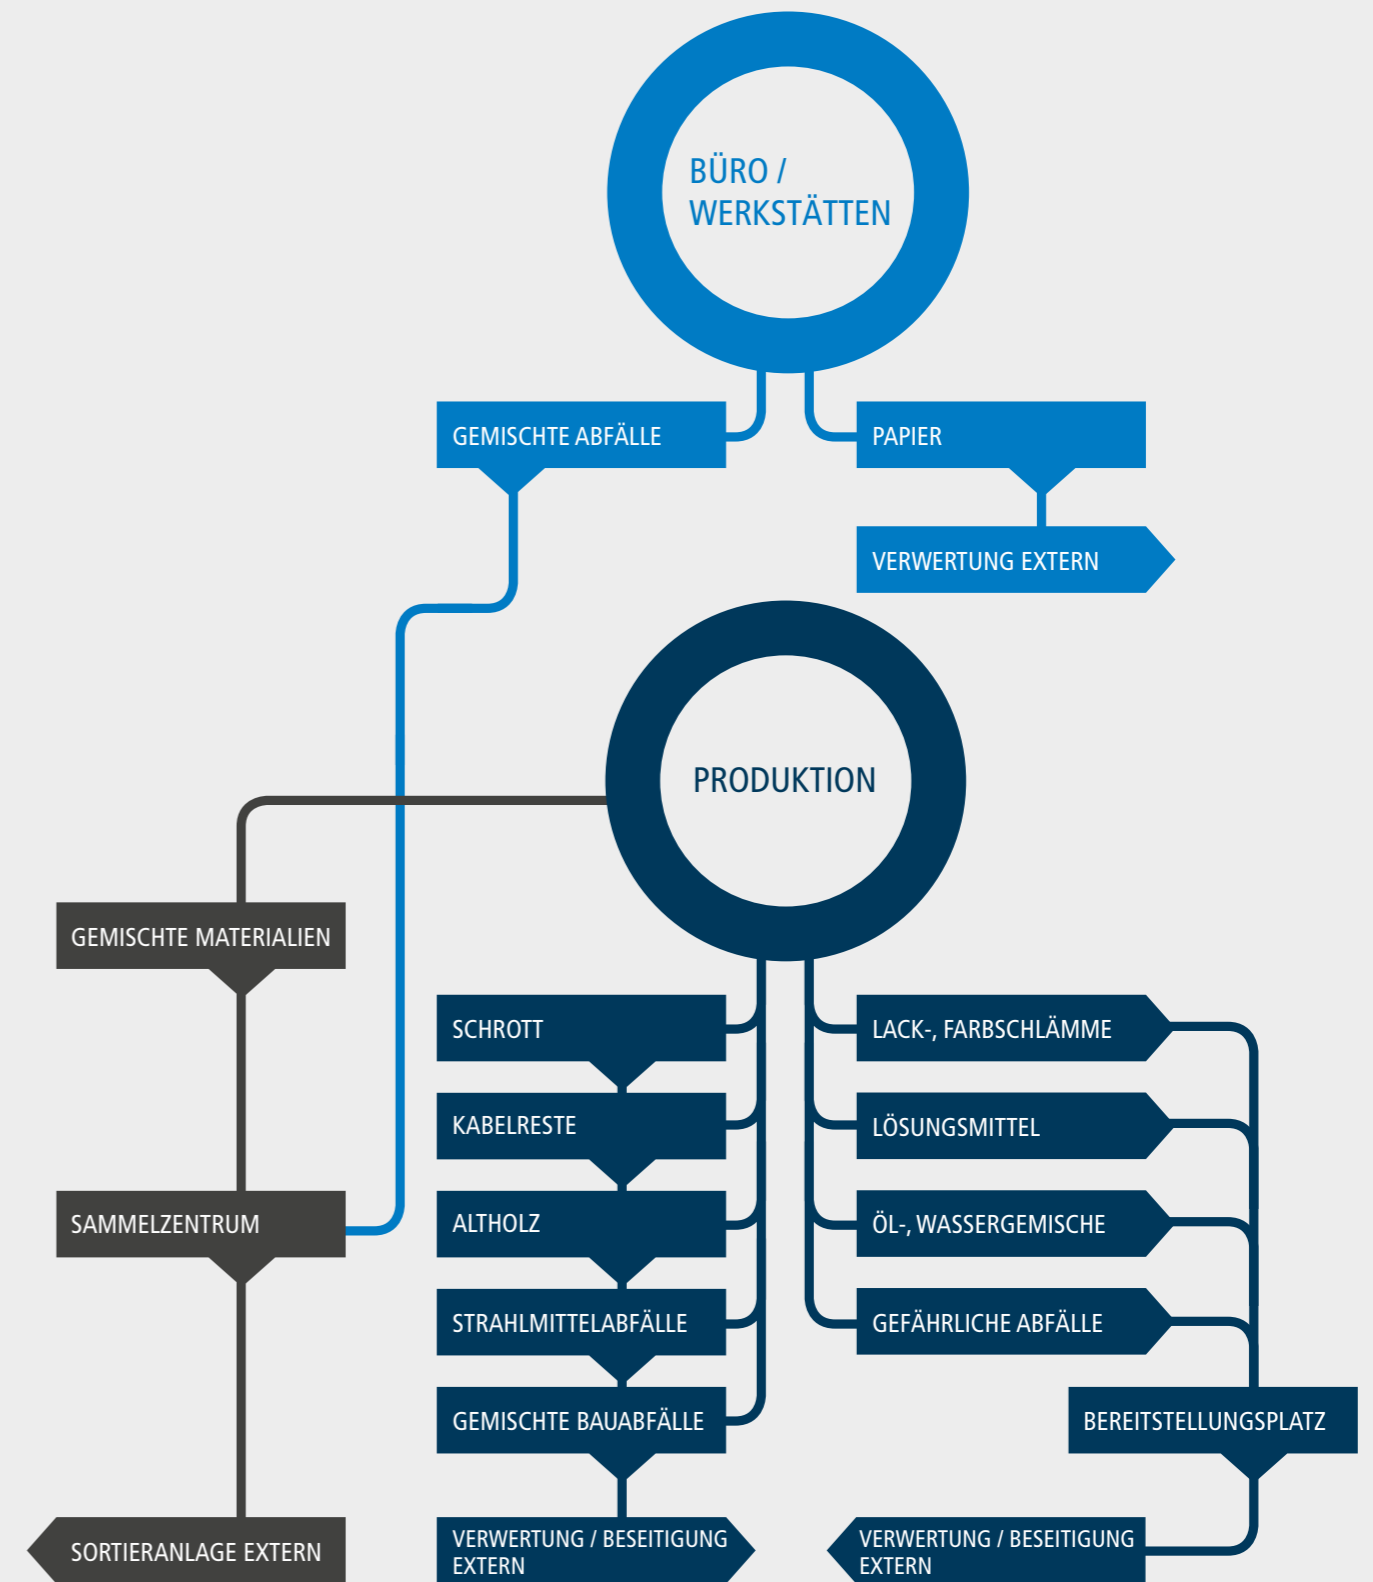 BÜRO /
WERKSTÄTTEN
GEMISCHTE ABFÄLLE
PAPIER
VERWERTUNG EXTERN
PRODUKTION
GEMISCHTE MATERIALIEN
SAMMELZENTRUM
SORTIERANLAGE EXTERN
SCHROTT
KABELRESTE
ALTHOLZ
STRAHLMITTELABFÄLLE
GEMISCHTE BAUABFÄLLE
VERWERTUNG / BESEITIGUNG
EXTERN
LACK-, FARBSCHLÄMME
LÖSUNGSMITTEL
ÖL-, WASSERGEMISCHE
GEFÄHRLICHE ABFÄLLE
BEREITSTELLUNGSPLATZ
VERWERTUNG / BESEITIGUNG
EXTERN